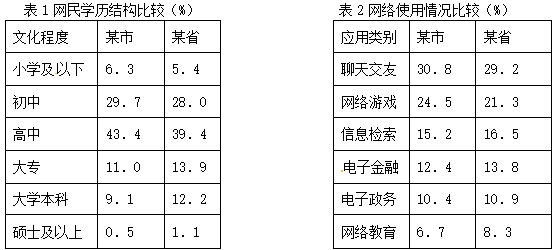 表1网民学历结构比较（%）
文化程度 某市 某省
小学及以下 6.3 5.4
初中 29.7 28.0
高中 43.4 39.4
大专 11.0 13.9
大学本科 9.1 12.2
硕士及以上 0.5 1.1
表2网络使用情况比较（%）
应用类别 某市 某省
聊天交友 30.8 29.2
网络游戏 24.5 21.3
信息检索 15.2 16.5
电子金融 12.4 13.8
电子政务 10.4 10.9
网络教育 6.7 8.3